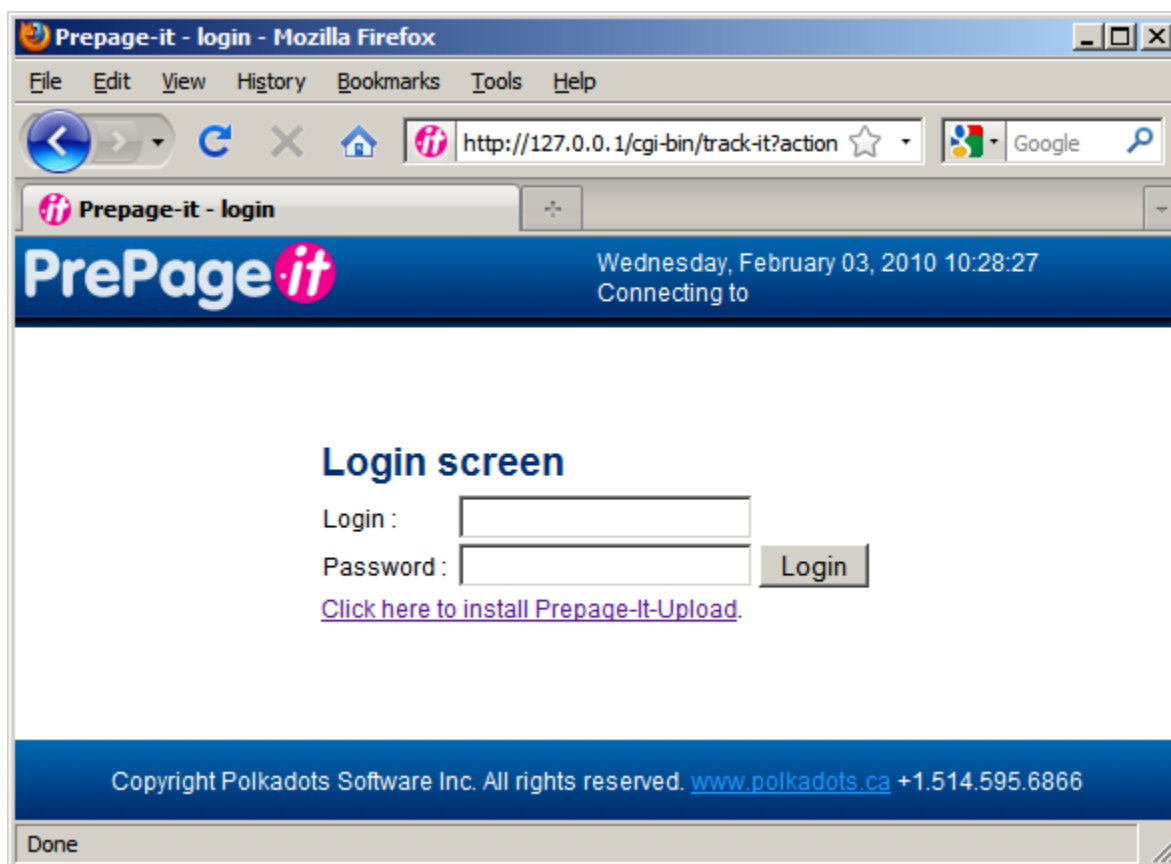 Prepage-it - login - Mozilla Firefox
File Edit View History Bookmarks Tools Help
http://127.0.0.1/cgi-bin/track-it?action Google
Prepage-it - login
PrePage-it
Wednesday, February 03, 2010 10:28:27
Connecting to
Login screen
Login :
Password : Login
Click here to install Prepage-It-Upload.
Copyright Polkadots Software Inc. All rights reserved. www.polkadots.ca +1.514.595.6866
Done